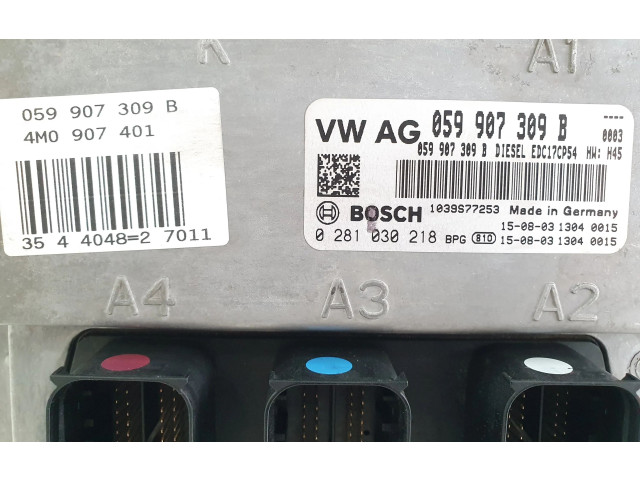 K
A1
059 907 309 B
4M0 907 401
35 4 4048=2 7011
VW AG 059 907 309 B
----
0003
059 907 309 B DIESEL EDC17CP54 HW: H45
BOSCH 1039S77253 Made in Germany
15-08-03 1304 0015
0 281 030 218 BPG 810 15-08-03 1304 0015
A4
A3
A2